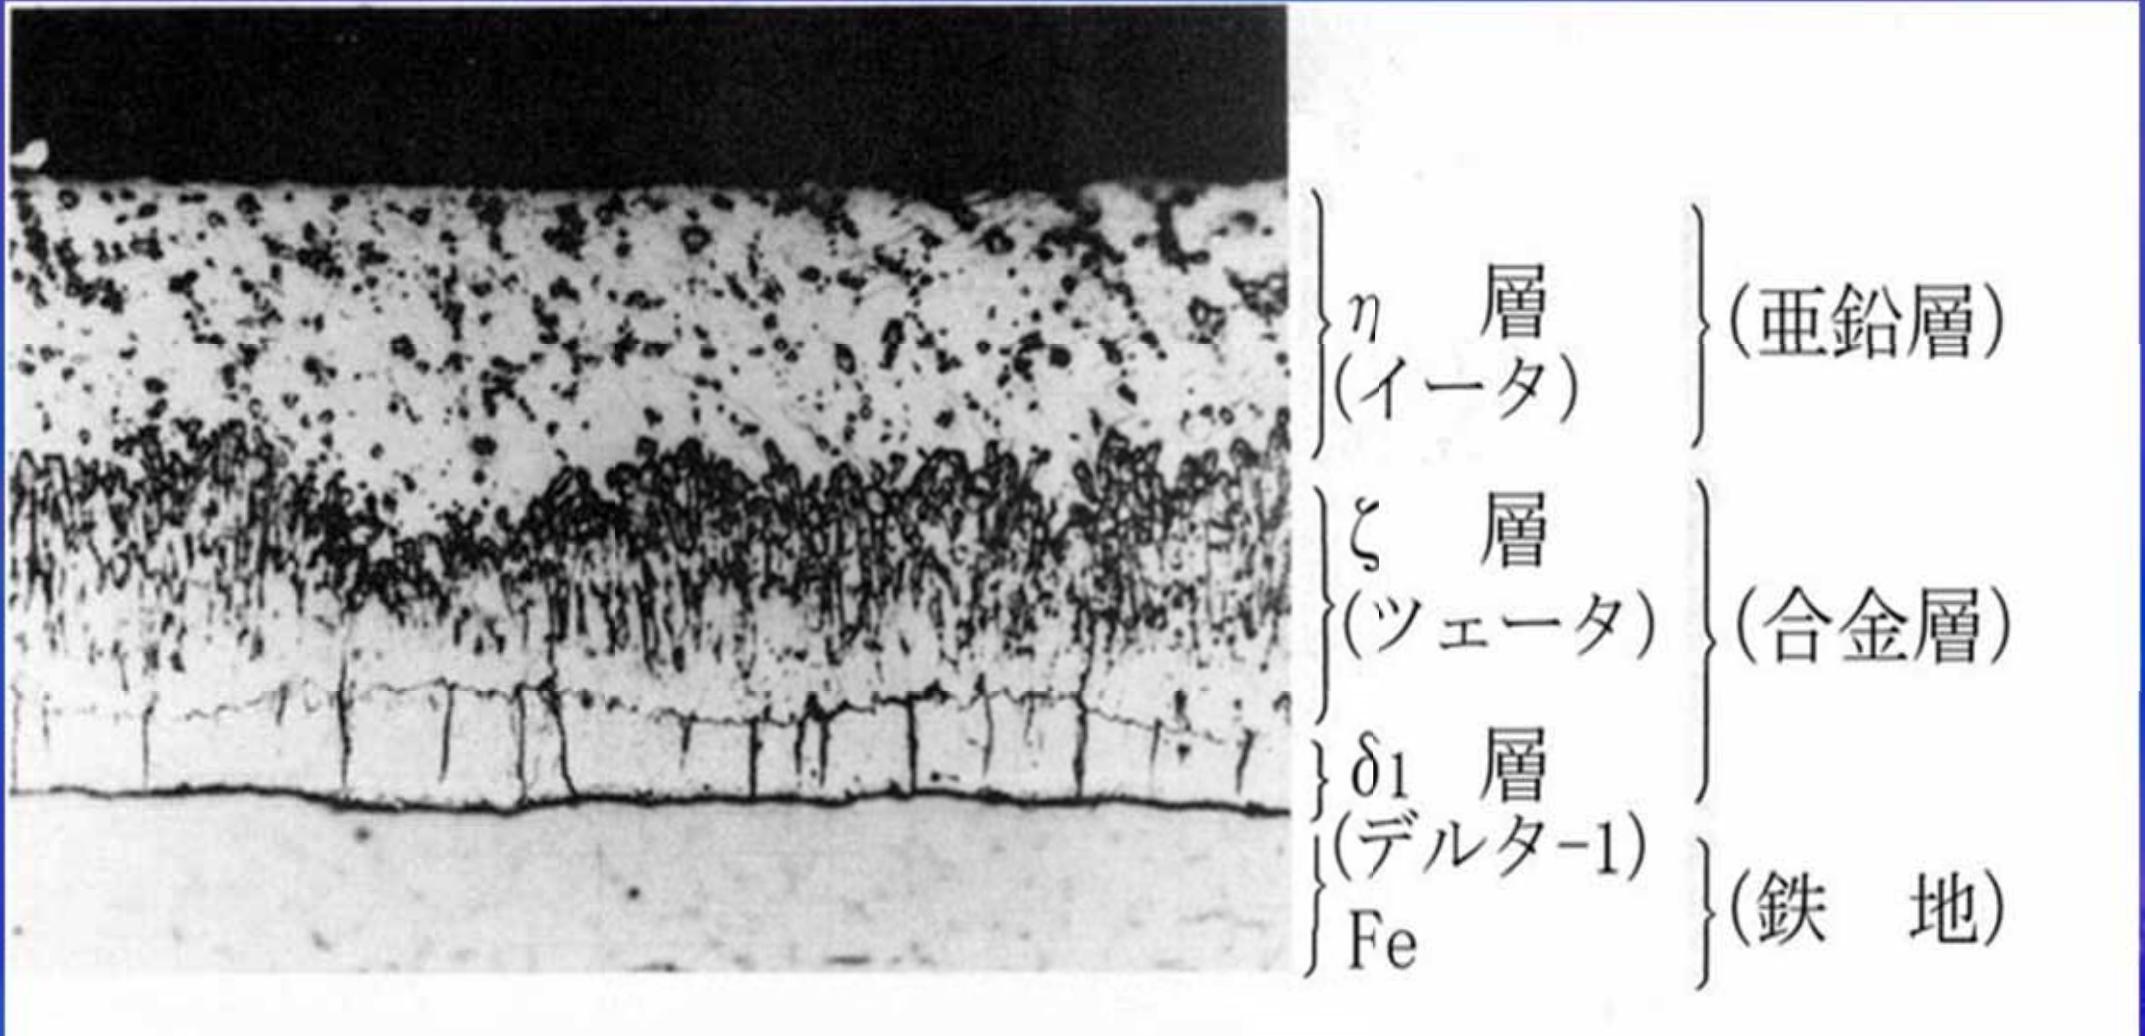 η 層
(イータ)
(亜鉛層)
ζ 層
(ツェータ)
(合金層)
δ1 層
(デルタ-1)
Fe
(鉄 地)